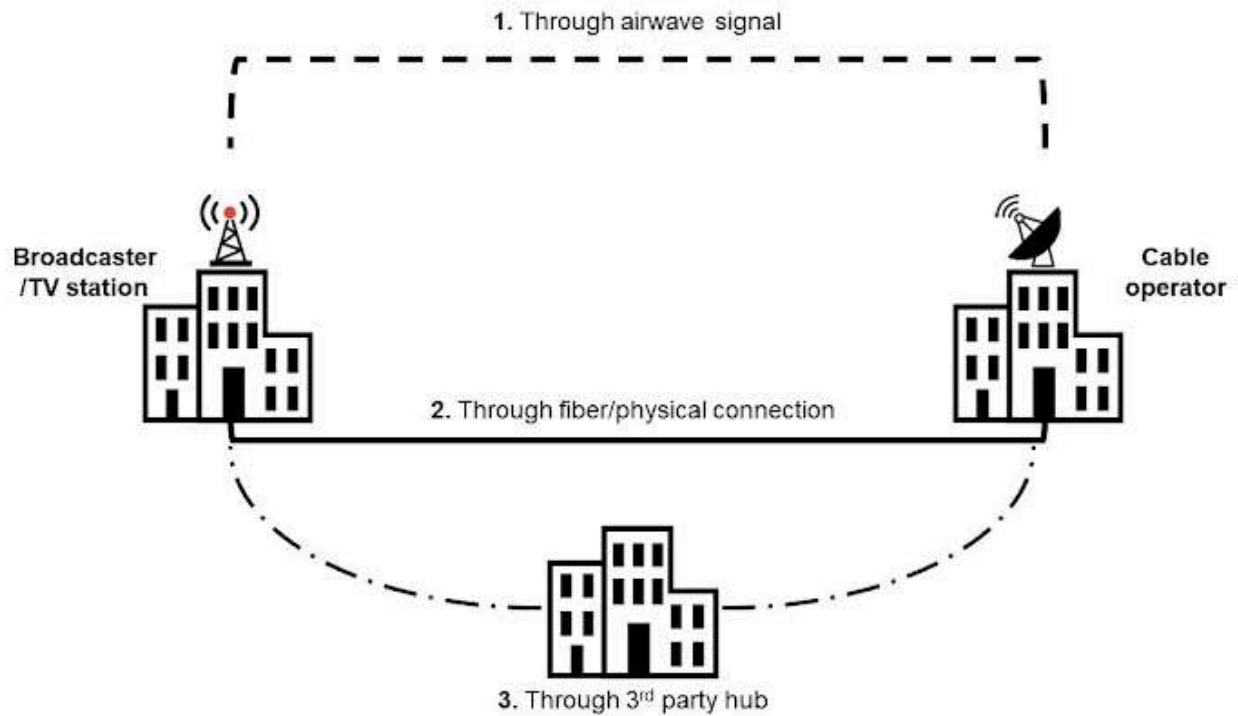 1. Through airwave signal
Broadcaster
/TV station
Cable
operator
2. Through fiber/physical connection
3. Through 3rd party hub